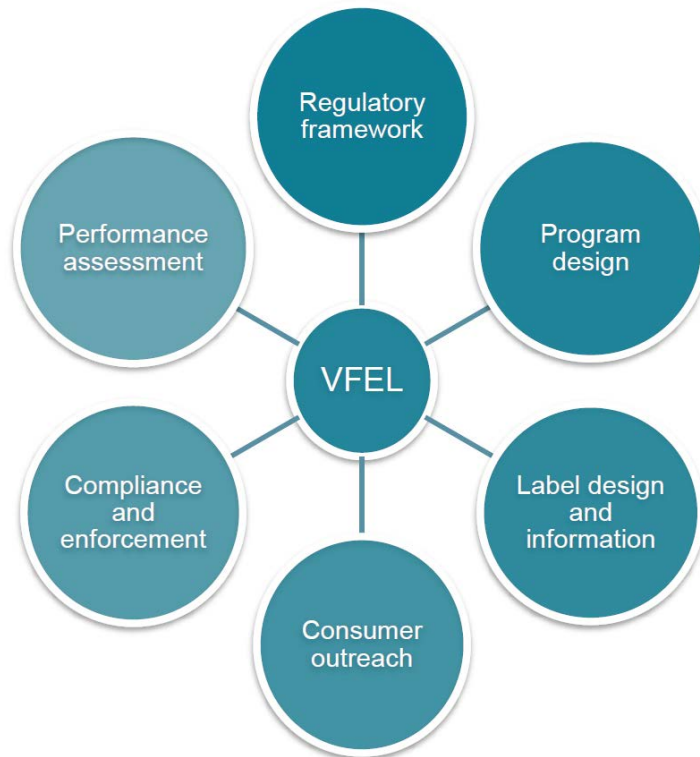 Regulatory
framework
Program
design
Label design
and
information
Consumer
outreach
Compliance
and
enforcement
Performance
assessment
VFEL